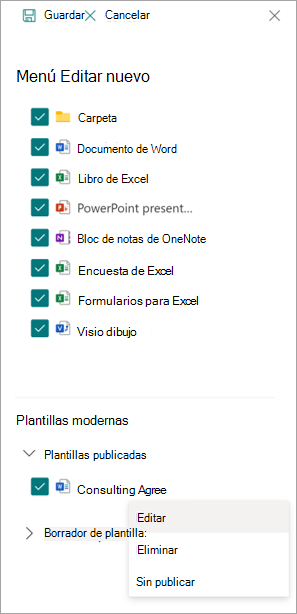 Guardar Cancelar
Menú Editar nuevo
Carpeta
Documento de Word
Libro de Excel
PowerPoint present...
Bloc de notas de OneNote
Encuesta de Excel
Formularios para Excel
Visio dibujo
Plantillas modernas
Plantillas publicadas
Consulting Agree
Editar
Borrador de plantilla:
Eliminar
Sin publicar